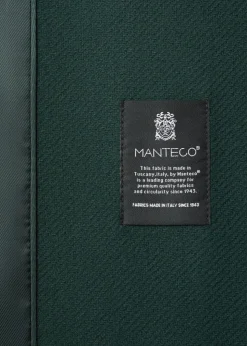 MANTECO®
This fabric is made in
Tuscany, Italy, by Manteco®
is a leading company for
premium quality fabrics
and circularity since 1943.
FABRICS MADE IN ITALY SINCE 1943